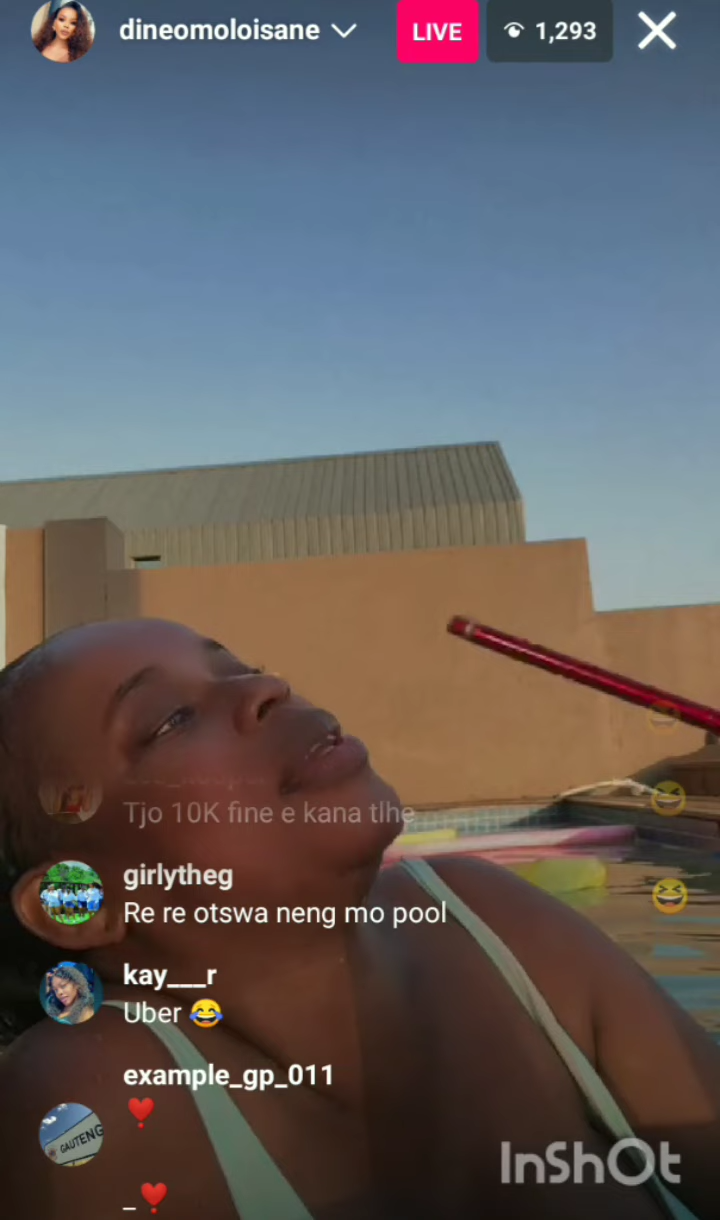 dineomoloisane
LIVE
1,293
Tjo 10K fine e kana tlhe
girlytheg
Re re otswa neng mo pool
kay___r
Uber 😂
example_gp_011
❣️
GAUTENG
_❣️
InShOt